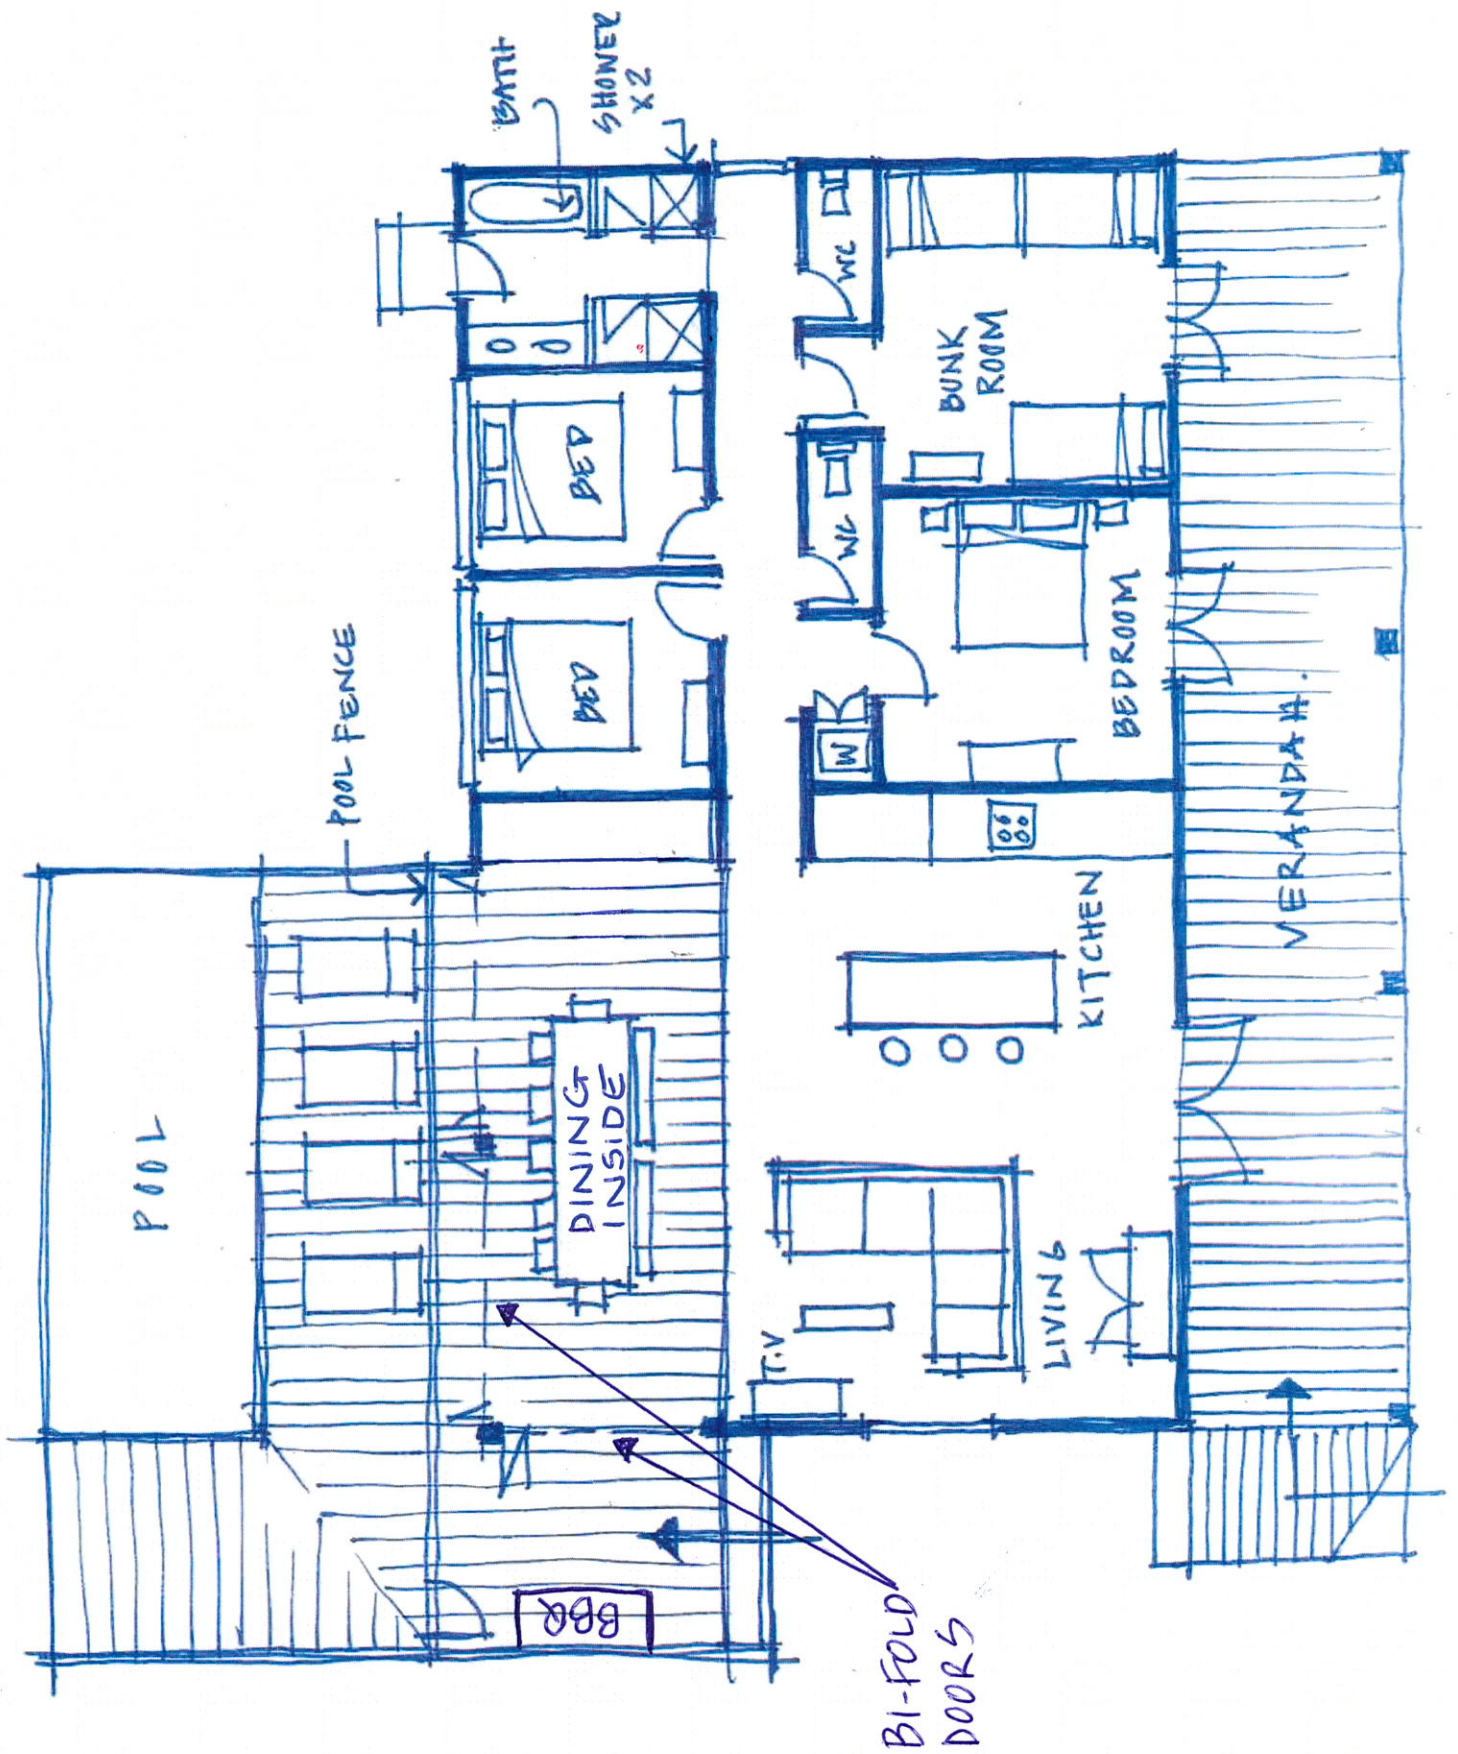 BATH
SHOWER
X2
POOL FENCE
POOL
BED
BED
WC
WC
W
BUNK
ROOM
BEDROOM
KITCHEN
DINING
INSIDE
T.V
LIVING
VERANDAH.
BBQ
BI-FOLD
DOORS